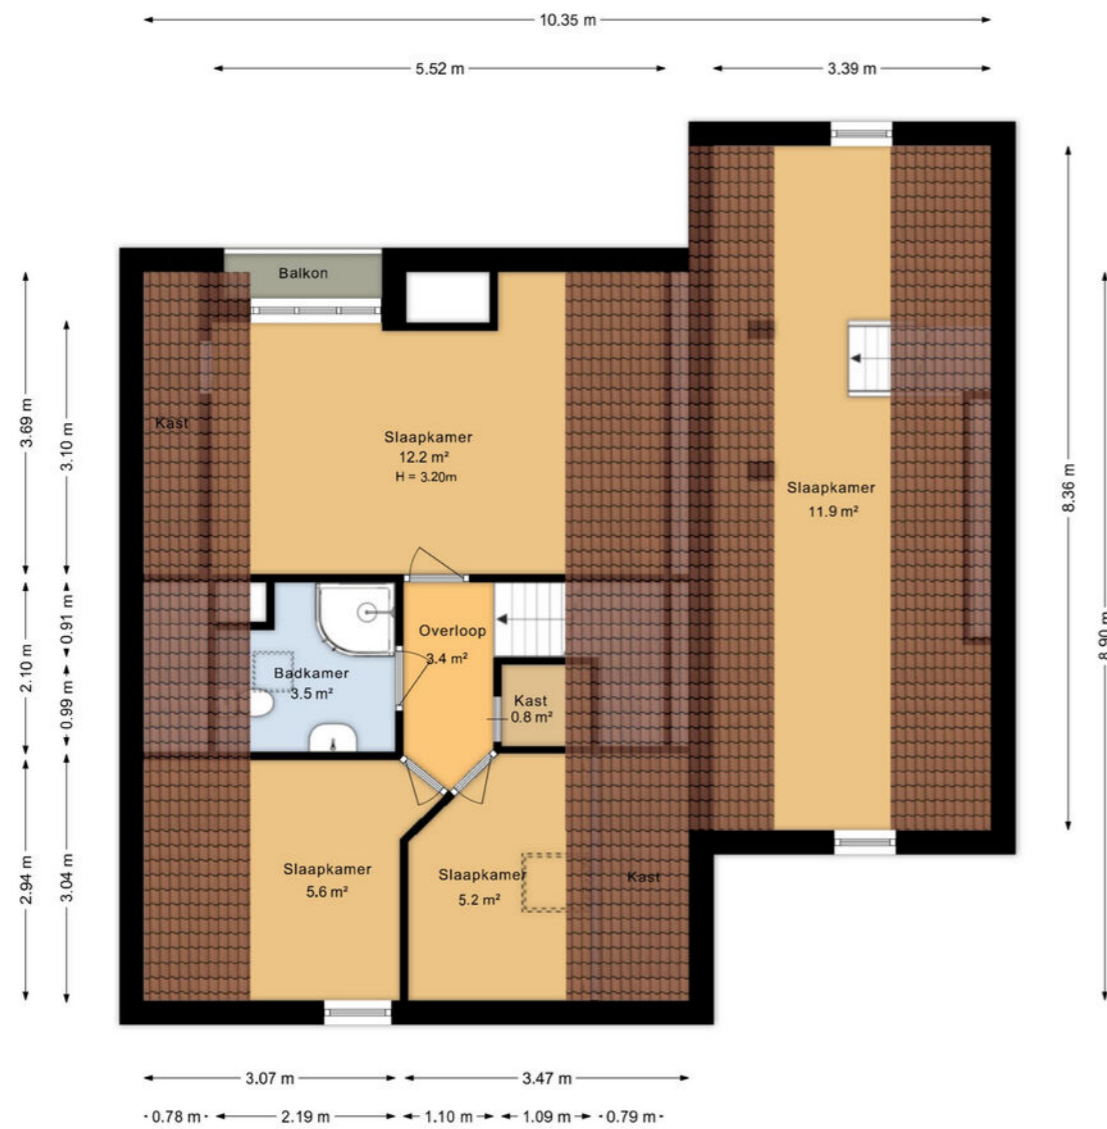 10.35 m
5.52 m
3.39 m
Balkon
3.69 m
3.10 m
Kast
Slaapkamer
12.2 m²
H = 3.20m
Slaapkamer
11.9 m²
8.36 m
8.90 m
2.10 m
0.91 m
0.99 m
Overloop
3.4 m²
Badkamer
3.5 m²
Kast
0.8 m²
2.94 m
3.04 m
Slaapkamer
5.6 m²
Slaapkamer
5.2 m²
Kast
3.07 m
3.47 m
0.78 m
2.19 m
1.10 m
1.09 m
0.79 m